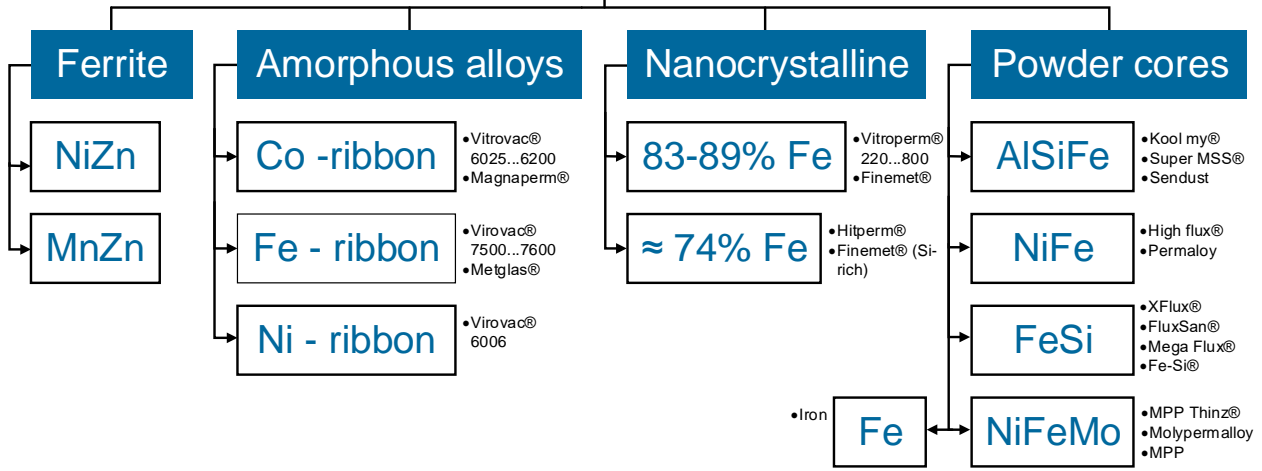 Ferrite
NiZn
MnZn
Amorphous alloys
Co -ribbon
•Vitrovac®
6025...6200
•Magnaperm®
Fe - ribbon
•Virovac®
7500...7600
•Metglas®
Ni - ribbon
•Virovac®
6006
Nanocrystalline
83-89% Fe
•Vitroperm®
220...800
•Finemet®
≈ 74% Fe
•Hitperm®
•Finemet® (Si-
rich)
Powder cores
AlSiFe
•Kool my®
•Super MSS®
•Sendust
NiFe
•High flux®
•Permaloy
FeSi
•XFlux®
•FluxSan®
•Mega Flux®
•Fe-Si®
•Iron
Fe
NiFeMo
•MPP Thinz®
•Molypermalloy
•MPP